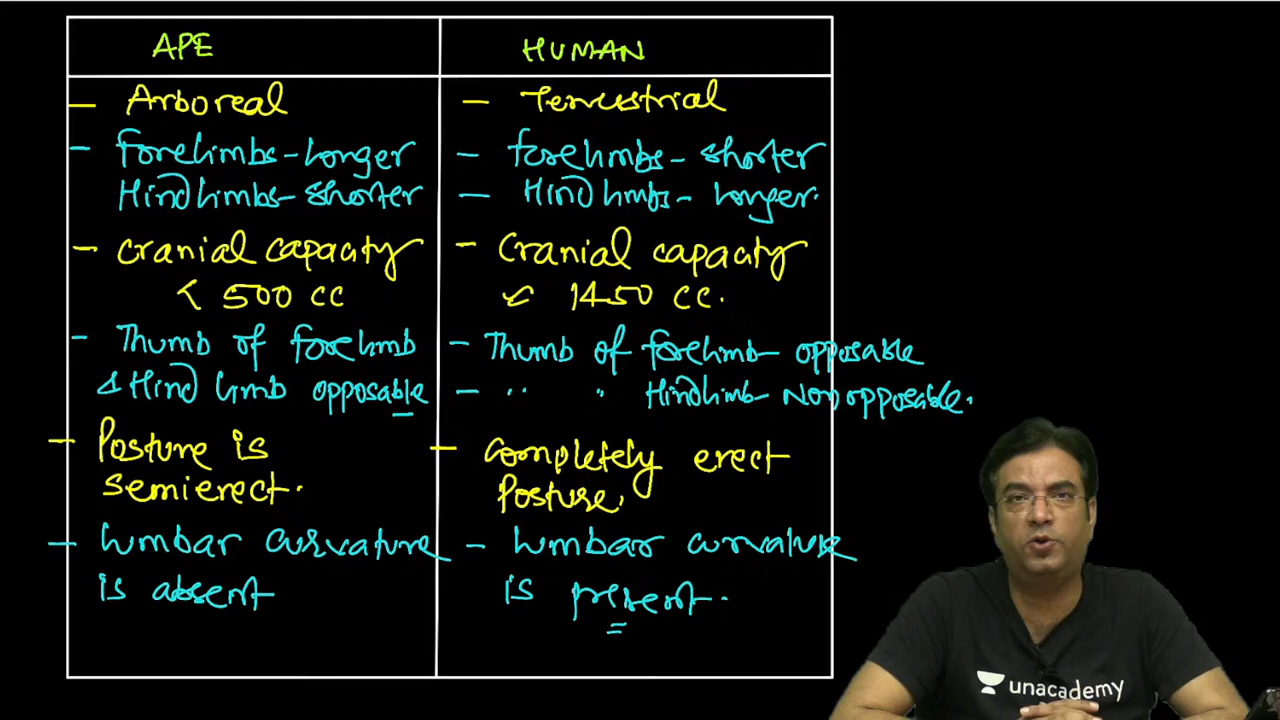 APE
HUMAN
- Arboreal
- Terrestrial
- Forelimbs - Longer
Hindlimbs - shorter
- forelimbs - shorter
- Hindlimbs - longer.
- Cranial capacity
< 500 cc
- Cranial capacity
1450 cc.
- Thumb of forelimb
& Hind limb opposable
- Thumb of forelimb - opposable
- " " Hindlimb - Non opposable.
- Posture is
semierect.
- Completely erect
Posture.
- Lumbar curvature
is absent
- Lumbar curvature
is present.
unacademy